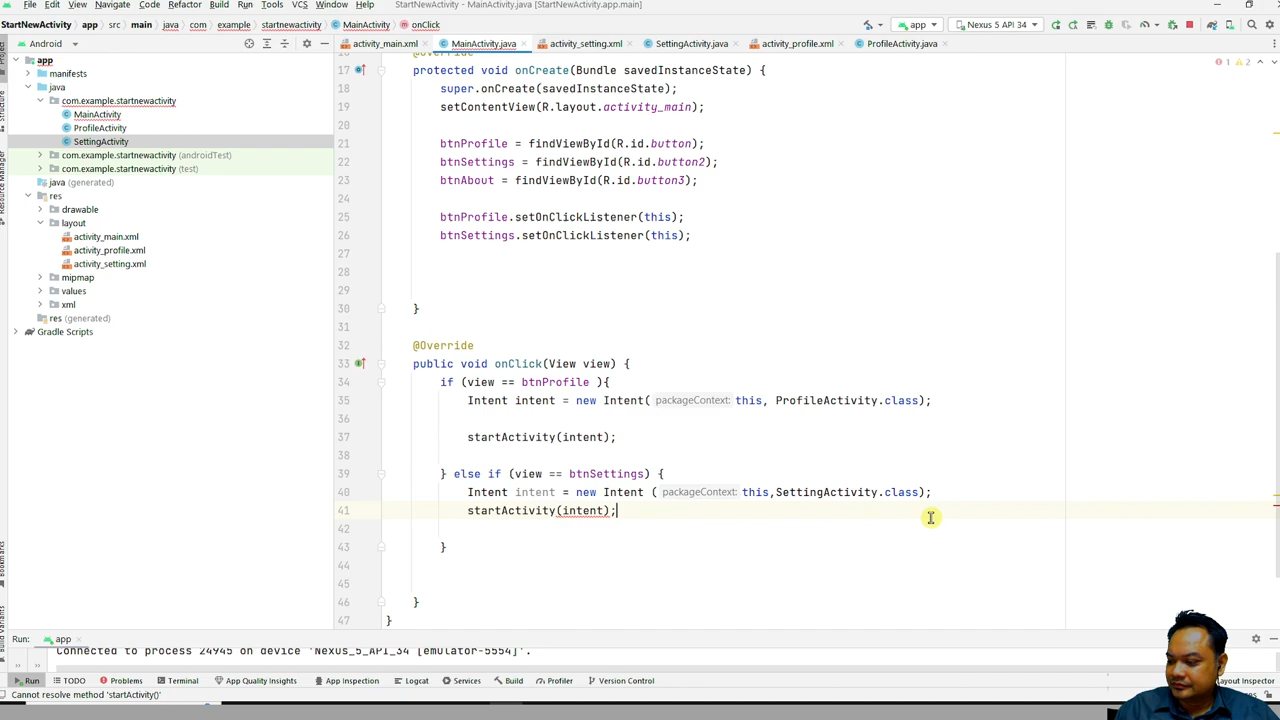 File Edit View Navigate Code Refactor Build Run Tools VCS Window Help StartNewActivity [StartNewActivity.app.main]
StartNewActivity app src main java com example startnewactivity MainActivity onClick app Nexus 5 API 34
Android activity_main.xml MainActivity.java activity_setting.xml SettingActivity.java activity_profile.xml ProfileActivity.java
app
manifests
java
com.example.startnewactivity
MainActivity
ProfileActivity
SettingActivity
com.example.startnewactivity (androidTest)
com.example.startnewactivity (test)
java (generated)
res
drawable
layout
activity_main.xml
activity_profile.xml
activity_setting.xml
mipmap
values
xml
res (generated)
Gradle Scripts
Structure
Resource Manager
Bookmarks
Build Variants
1 2
16 @Override
17 protected void onCreate(Bundle savedInstanceState) {
18 super.onCreate(savedInstanceState);
19 setContentView(R.layout.activity_main);
20
21 btnProfile = findViewById(R.id.button);
22 btnSettings = findViewById(R.id.button2);
23 btnAbout = findViewById(R.id.button3);
24
25 btnProfile.setOnClickListener(this);
26 btnSettings.setOnClickListener(this);
27
28
29
30 }
31
32 @Override
33 public void onClick(View view) {
34 if (view == btnProfile ){
35 Intent intent = new Intent( packageContext: this, ProfileActivity.class);
36
37 startActivity(intent);
38
39 } else if (view == btnSettings) {
40 Intent intent = new Intent ( packageContext: this,SettingActivity.class);
41 startActivity(intent);
42
43 }
44
45
46 }
47 }
Run: app
Connected to process 24945 on device 'Nexus_5_API_34 [emulator-5554]'.
Run TODO Problems Terminal App Quality Insights App Inspection Logcat Services Build Profiler Version Control Layout Inspector
Cannot resolve method 'startActivity()'